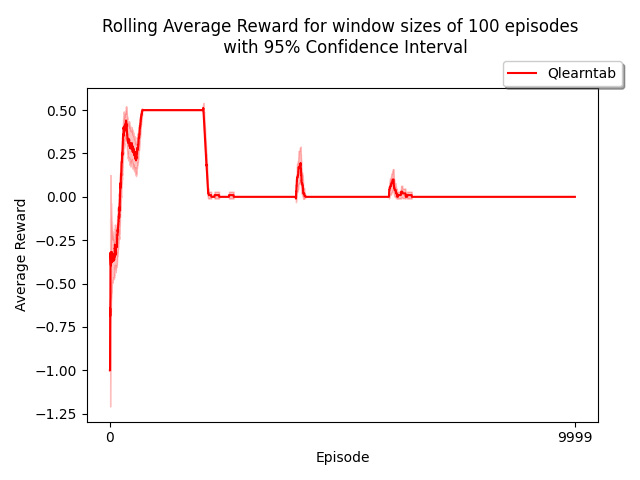 Rolling Average Reward for window sizes of 100 episodes
with 95% Confidence Interval
Qlearntab
0.50
0.25
0.00
−0.25
−0.50
−0.75
−1.00
−1.25
Average Reward
0
9999
Episode